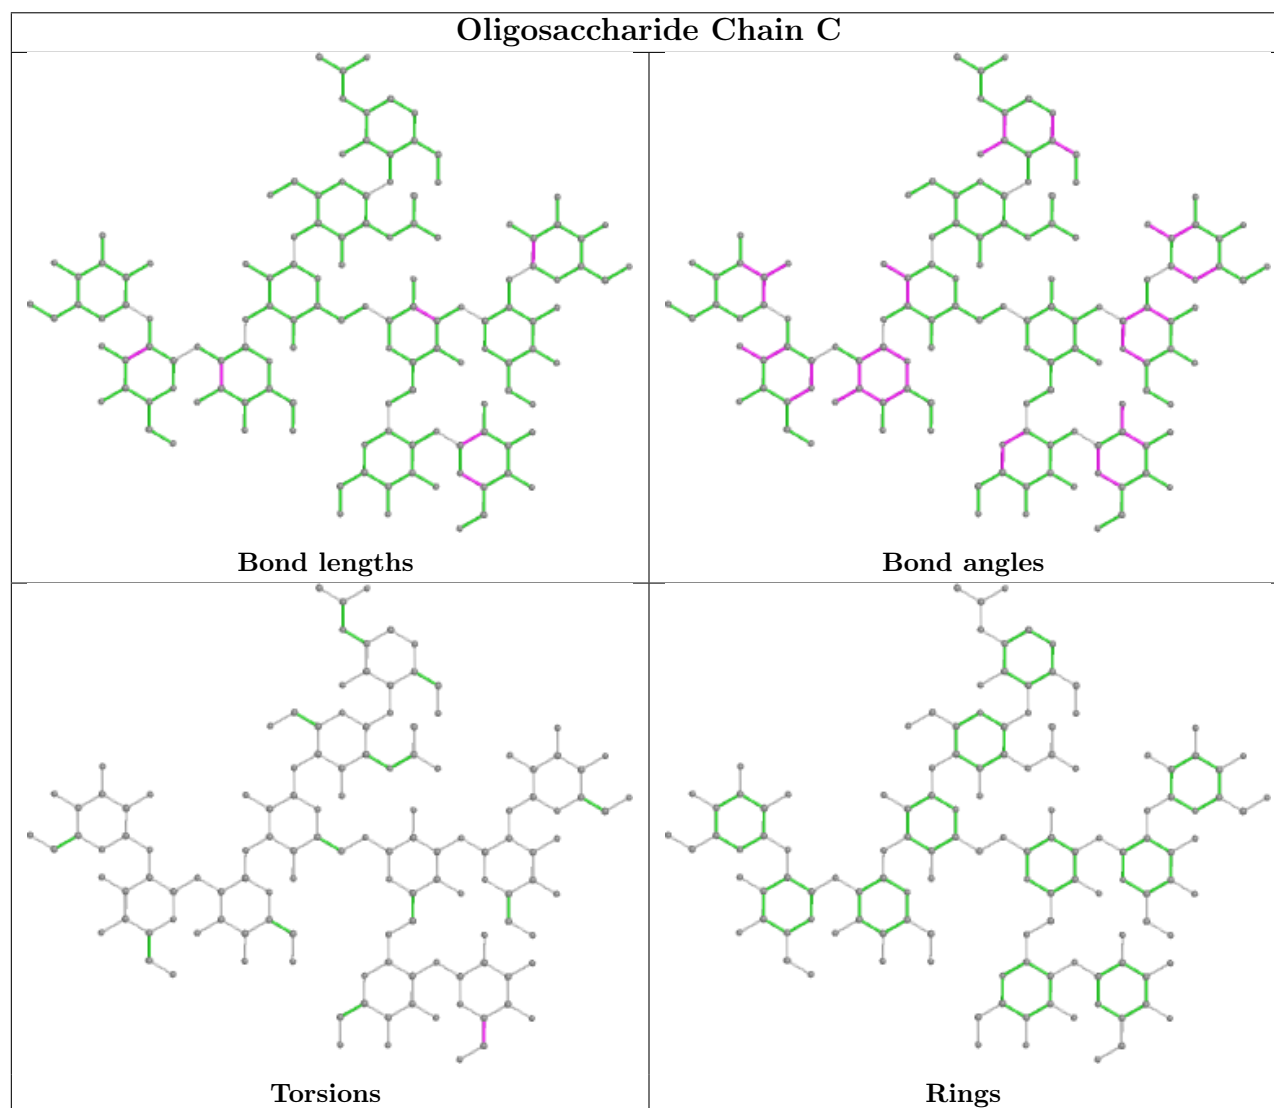 Oligosaccharide Chain C
Bond lengths
Bond angles
Torsions
Rings